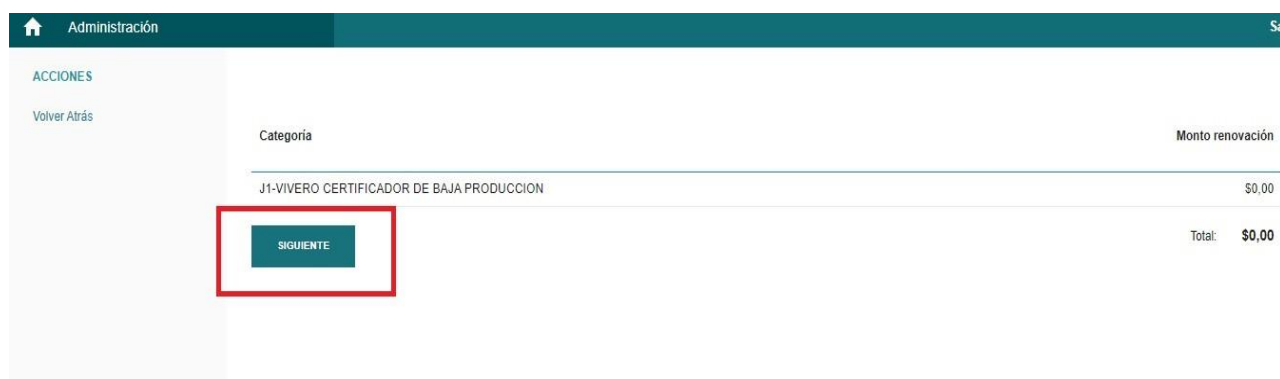 Administración
ACCIONES
Volver Atrás
Categoría Monto renovación
J1-VIVERO CERTIFICADOR DE BAJA PRODUCCION $0,00
SIGUIENTE Total: $0,00